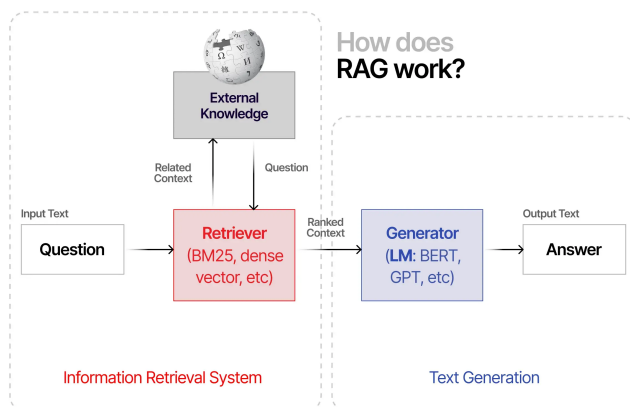 How does
RAG work?
External
Knowledge
Related
Context
Question
Input Text
Question
Retriever
(BM25, dense
vector, etc)
Ranked
Context
Generator
(LM: BERT,
GPT, etc)
Output Text
Answer
Information Retrieval System
Text Generation